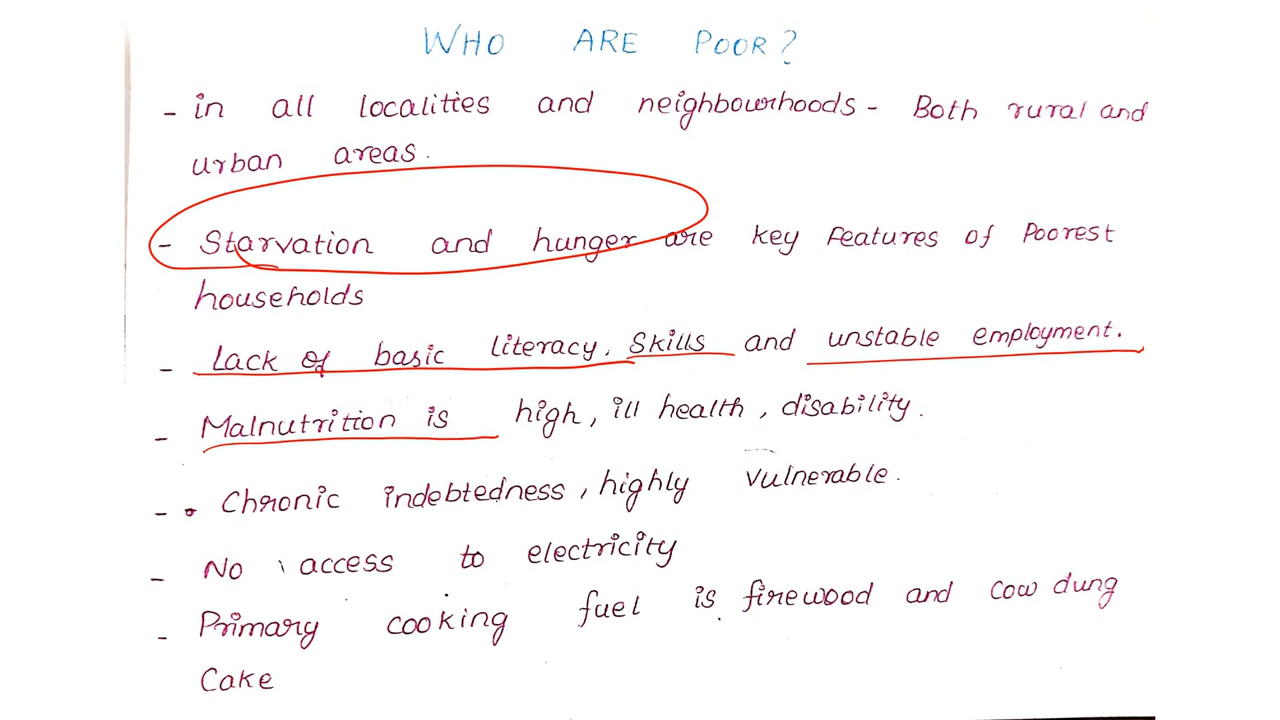 WHO ARE POOR?
- in all localities and neighbourhoods - Both rural and
urban areas.
- Starvation and hunger are key features of Poorest
households
- Lack of basic literacy, Skills and unstable employment.
- Malnutrition is high, ill health, disability.
- • Chronic indebtedness, highly vulnerable.
- No access to electricity
- Primary cooking fuel is firewood and cow dung
Cake